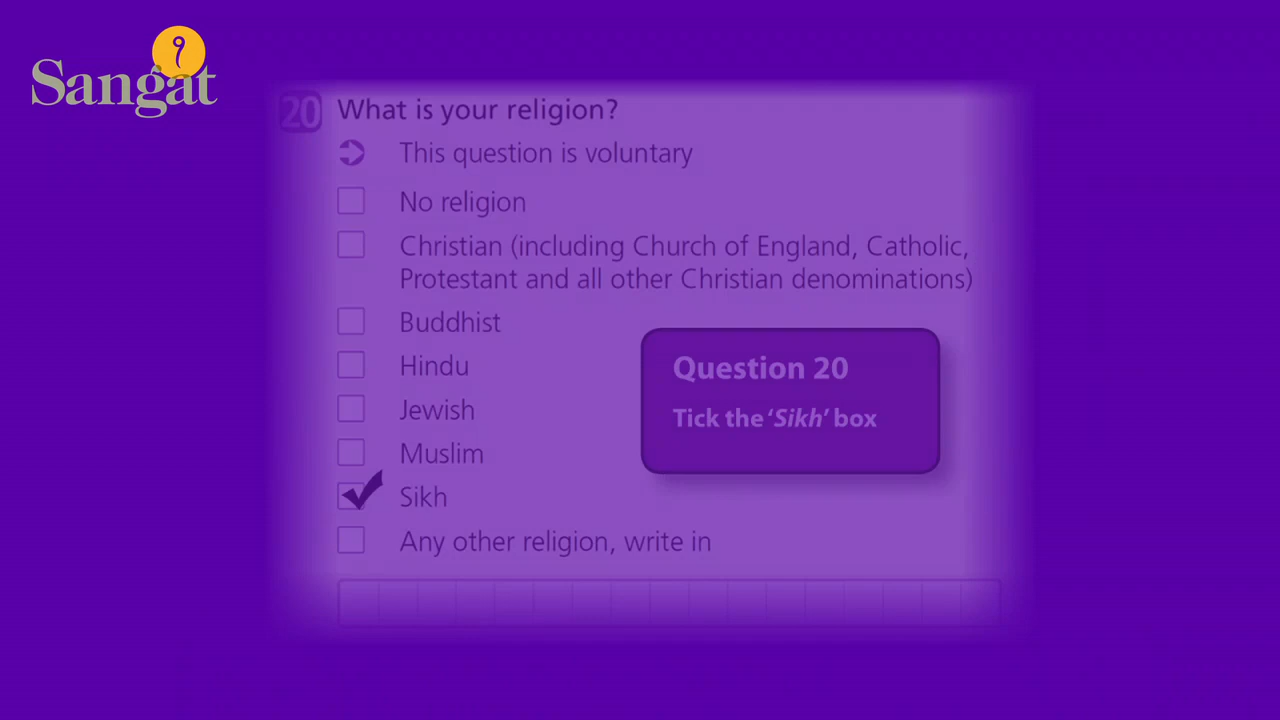 ੧
Sangat
20 What is your religion?
This question is voluntary
No religion
Christian (including Church of England, Catholic,
Protestant and all other Christian denominations)
Buddhist
Hindu
Jewish
Muslim
Sikh
Any other religion, write in
Question 20
Tick the ‘Sikh’ box